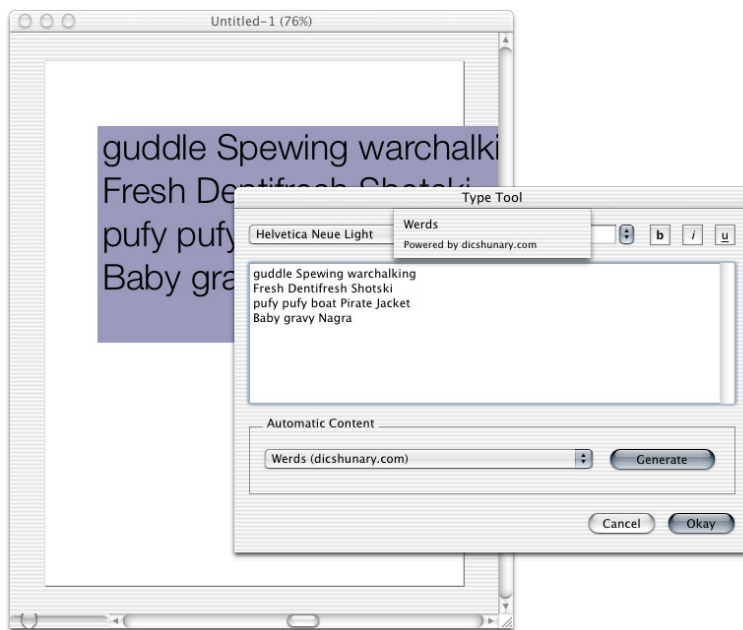 Untitled-1 (76%)
guddle Spewing warchalki
Fresh Dentifresh Shotski
pufy pufy
Baby gra
Type Tool
Helvetica Neue Light
Werds
Powered by dicshunary.com
b i u
guddle Spewing warchalking
Fresh Dentifresh Shotski
pufy pufy boat Pirate Jacket
Baby gravy Nagra
Automatic Content
Werds (dicshunary.com)
Generate
Cancel
Okay